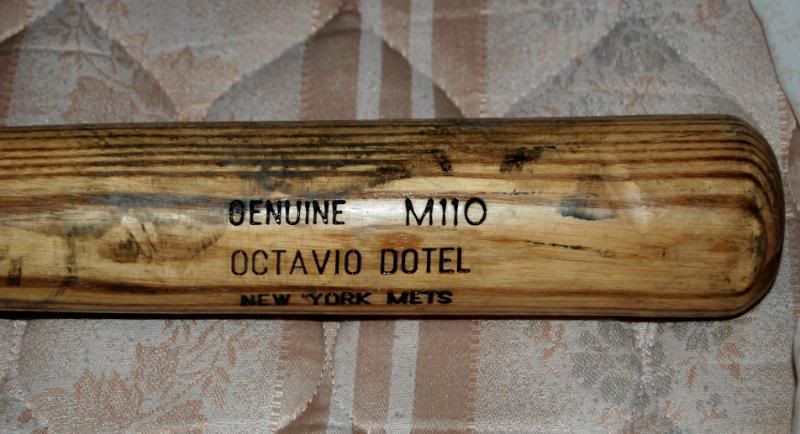 GENUINE M110
OCTAVIO DOTEL
NEW YORK METS